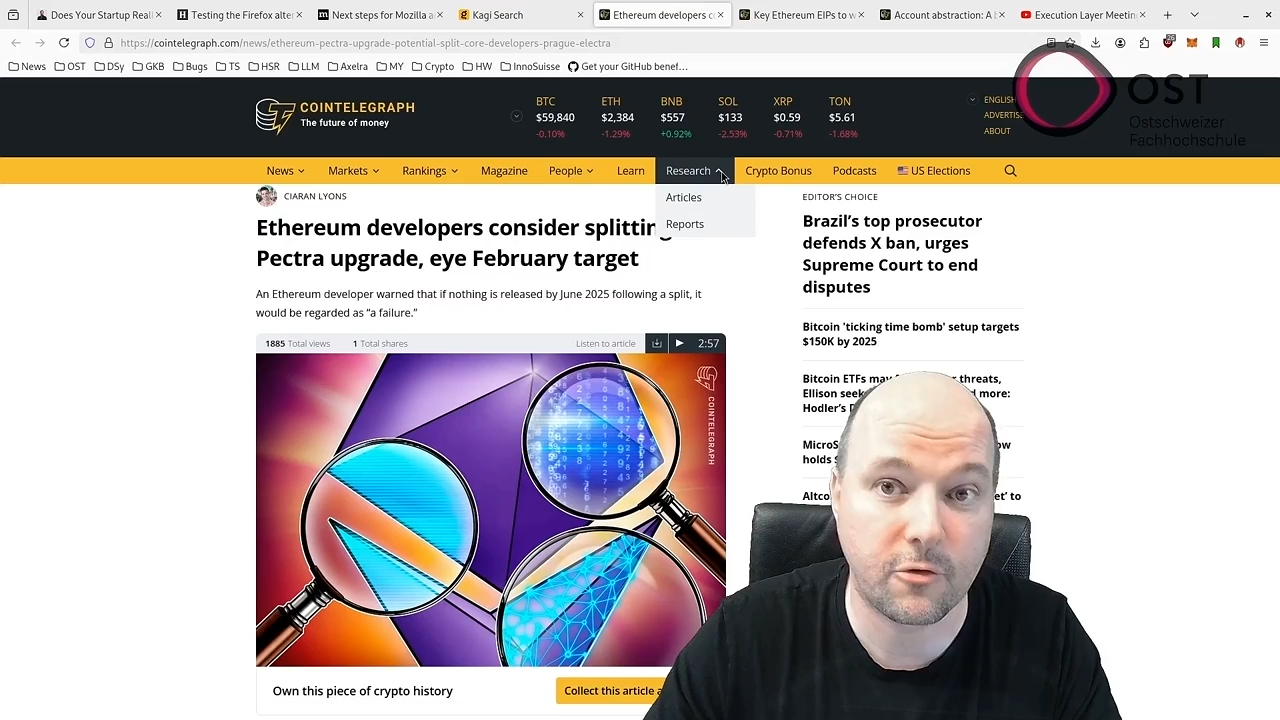 Does Your Startup Reall
Testing the Firefox alter
Next steps for Mozilla a
Kagi Search
Ethereum developers co
Key Ethereum EIPs to w
Account abstraction: A b
Execution Layer Meetin
https://cointelegraph.com/news/ethereum-pectra-upgrade-potential-split-core-developers-prague-electra
News
OST
DSy
GKB
Bugs
TS
HSR
LLM
Axelra
MY
Crypto
HW
InnoSuisse
Get your GitHub benef…
COINTELEGRAPH
The future of money
BTC ETH BNB SOL XRP TON
$59,840 $2,384 $557 $133 $0.59 $5.61
-0.10% -1.29% +0.92% -2.53% -0.71% -1.68%
ENGLISH
ADVERTISE
ABOUT
OST
Ostschweizer
Fachhochschule
News Markets Rankings Magazine People Learn Research Crypto Bonus Podcasts US Elections
Articles
Reports
CIARAN LYONS
Ethereum developers consider splitting
Pectra upgrade, eye February target
An Ethereum developer warned that if nothing is released by June 2025 following a split, it
would be regarded as “a failure.”
1885 Total views 1 Total shares Listen to article 2:57
COINTELEGRAPH
Own this piece of crypto history
Collect this article
EDITOR’S CHOICE
Brazil’s top prosecutor
defends X ban, urges
Supreme Court to end
disputes
Bitcoin 'ticking time bomb' setup targets
$150K by 2025
Bitcoin ETFs may threats,
Ellison seek more:
Hodler’s
MicroS ow
holds
Altco et’ to